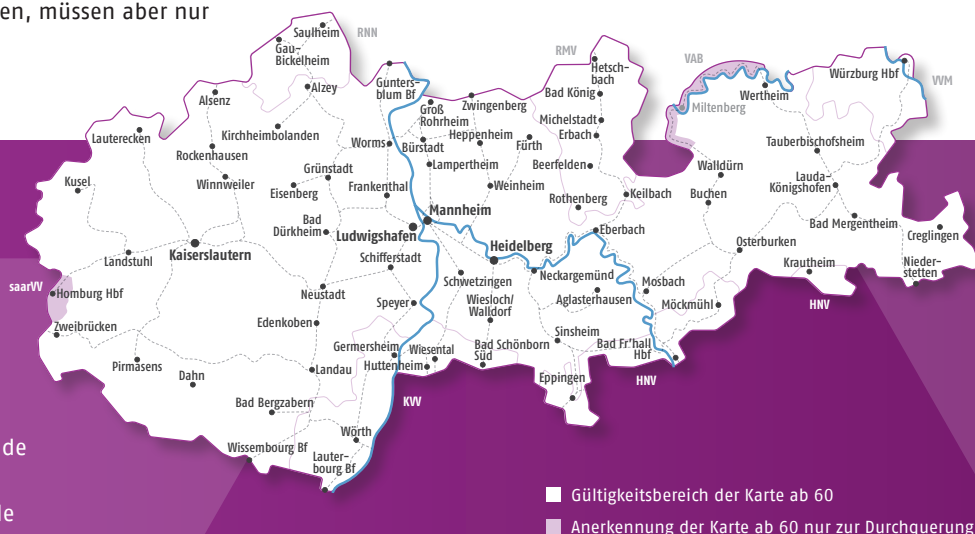 en, müssen aber nur
Saulheim
RNN
Gau-
Bickelheim
Alzey
Alsenz
Gunters-
blum Bf
Groß
Rohrheim
Zwingenberg
RMV
Hetsch-
bach
Bad König
Michelstadt
Erbach
VAB
Miltenberg
Wertheim
Würzburg Hbf
VVM
Lauterecken
Kirchheimbolanden
Rockenhausen
Worms
Bürstadt
Heppenheim
Fürth
Lampertheim
Beerfelden
Tauberbischofsheim
Kusel
Winnweiler
Grünstadt
Eisenberg
Frankenthal
Weinheim
Rothenberg
Keilbach
Walldürn
Buchen
Lauda-
Königshofen
Bad
Dürkheim
Ludwigshafen
Mannheim
Eberbach
Bad Mergentheim
Creglingen
Landstuhl
Kaiserslautern
Schifferstadt
Heidelberg
Neckargemünd
Osterburken
Krautheim
Nieder-
stetten
saarVV
Homburg Hbf
Neustadt
Speyer
Schwetzingen
Wiesloch/
Walldorf
Aglasterhausen
Mosbach
Möckmühl
HNV
Zweibrücken
Edenkoben
Germersheim
Wiesental
Huttenheim
Bad Schönborn
Süd
Sinsheim
Bad Fr'hall
Hbf
HNV
Pirmasens
Dahn
Landau
KVV
Eppingen
Bad Bergzabern
Wörth
Wissembourg Bf
Lauter-
bourg Bf
de
le
Gültigkeitsbereich der Karte ab 60
Anerkennung der Karte ab 60 nur zur Durchquerung